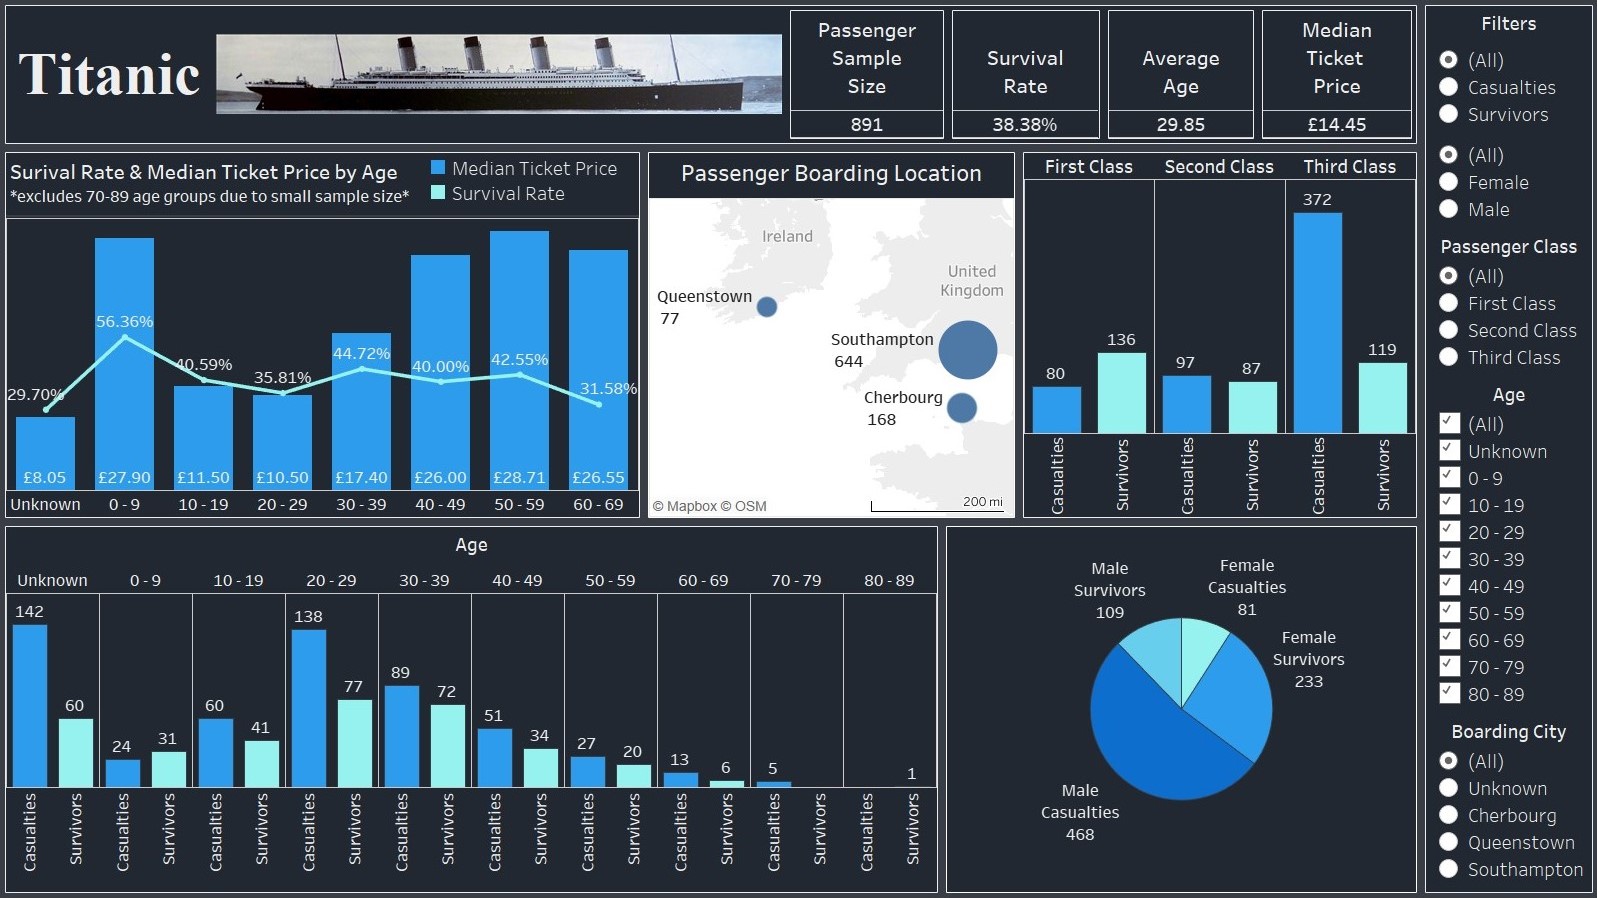 Titanic
Passenger
Sample
Size
891
Survival
Rate
38.38%
Average
Age
29.85
Median
Ticket
Price
£14.45
Surival Rate & Median Ticket Price by Age
*excludes 70-89 age groups due to small sample size*
Median Ticket Price
Survival Rate
29.70%
56.36%
40.59%
35.81%
44.72%
40.00%
42.55%
31.58%
£8.05 £27.90 £11.50 £10.50 £17.40 £26.00 £28.71 £26.55
Unknown 0 - 9 10 - 19 20 - 29 30 - 39 40 - 49 50 - 59 60 - 69
Passenger Boarding Location
Ireland
United
Kingdom
Queenstown
77
Southampton
644
Cherbourg
168
© Mapbox © OSM
200 mi
First Class Second Class Third Class
80 136 97 87 372 119
Casualties Survivors Casualties Survivors Casualties Survivors
Age
Unknown 0 - 9 10 - 19 20 - 29 30 - 39 40 - 49 50 - 59 60 - 69 70 - 79 80 - 89
142 60 24 31 60 41 138 77 89 72 51 34 27 20 13 6 5 1
Casualties Survivors Casualties Survivors Casualties Survivors Casualties Survivors Casualties Survivors Casualties Survivors Casualties Survivors Casualties Survivors Casualties Survivors Casualties Survivors
Male
Survivors
109
Female
Casualties
81
Female
Survivors
233
Male
Casualties
468
Filters
(All)
Casualties
Survivors
(All)
Female
Male
Passenger Class
(All)
First Class
Second Class
Third Class
Age
(All)
Unknown
0 - 9
10 - 19
20 - 29
30 - 39
40 - 49
50 - 59
60 - 69
70 - 79
80 - 89
Boarding City
(All)
Unknown
Cherbourg
Queenstown
Southampton